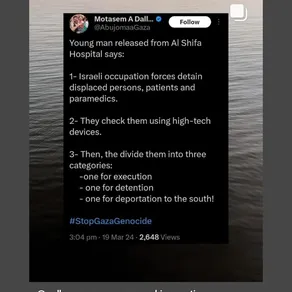 Motasem A Dall...
@AbujomaaGaza
Follow
Young man released from Al Shifa
Hospital says:
1- Israeli occupation forces detain
displaced persons, patients and
paramedics.
2- They check them using high-tech
devices.
3- Then, the divide them into three
categories:
-one for execution
- one for detention
- one for deportation to the south!
#StopGazaGenocide
3:04 pm · 19 Mar 24 · 2,648 Views